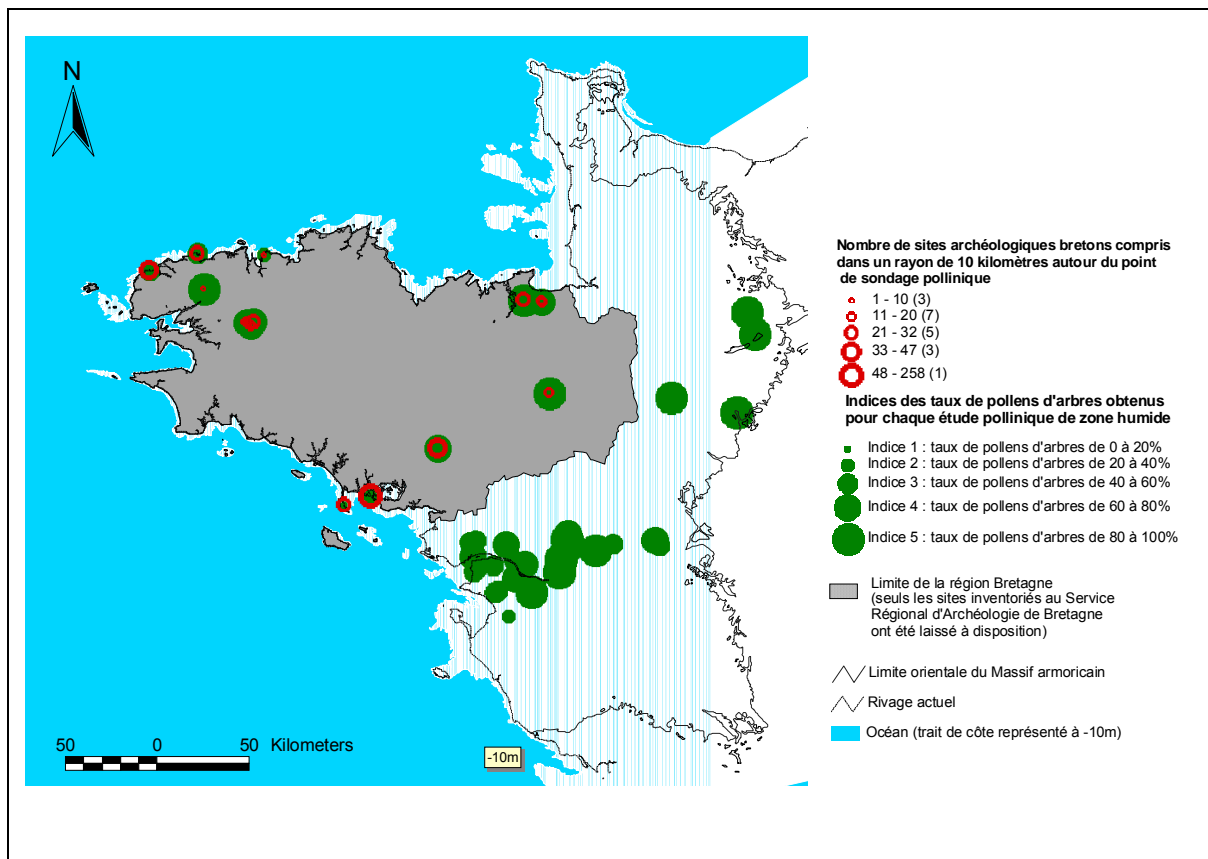 N
Nombre de sites archéologiques bretons compris
dans un rayon de 10 kilomètres autour du point
de sondage pollinique
1 - 10 (3)
11 - 20 (7)
21 - 32 (5)
33 - 47 (3)
48 - 258 (1)
Indices des taux de pollens d'arbres obtenus
pour chaque étude pollinique de zone humide
Indice 1 : taux de pollens d'arbres de 0 à 20%
Indice 2 : taux de pollens d'arbres de 20 à 40%
Indice 3 : taux de pollens d'arbres de 40 à 60%
Indice 4 : taux de pollens d'arbres de 60 à 80%
Indice 5 : taux de pollens d'arbres de 80 à 100%
Limite de la région Bretagne
(seuls les sites inventoriés au Service
Régional d'Archéologie de Bretagne
ont été laissé à disposition)
Limite orientale du Massif armoricain
Rivage actuel
Océan (trait de côte représenté à -10m)
50 0 50 Kilometers
-10m